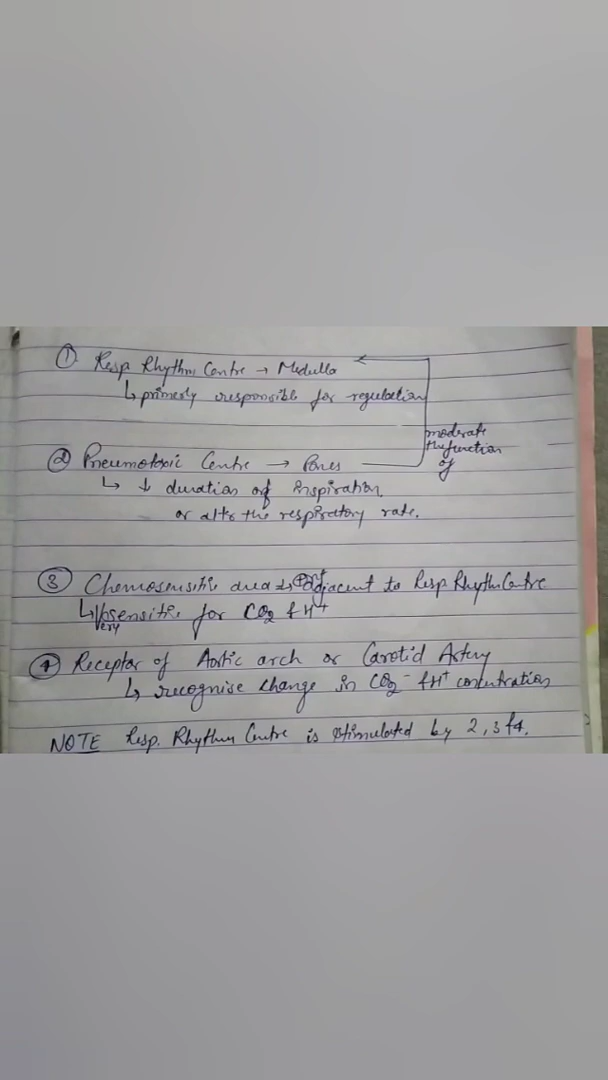 ① Resp Rhythm Centre → Medulla
↳ primerly responsible for regulation
moderate
the function
of
② Pneumotoxic Centre → Pones
↳ ↓ duration of inspiration
or alts the respiratory rate.
③ Chemosensitive area → adjacent to Resp Rhythm Centre
↳ very sensitive for CO₂ & H⁺
④ Receptor of Aortic arch or Carotid Artery
↳ recognise change in CO₂ & H⁺ concentration
NOTE Resp. Rhythm Centre is stimulated by 2, 3 & 4.